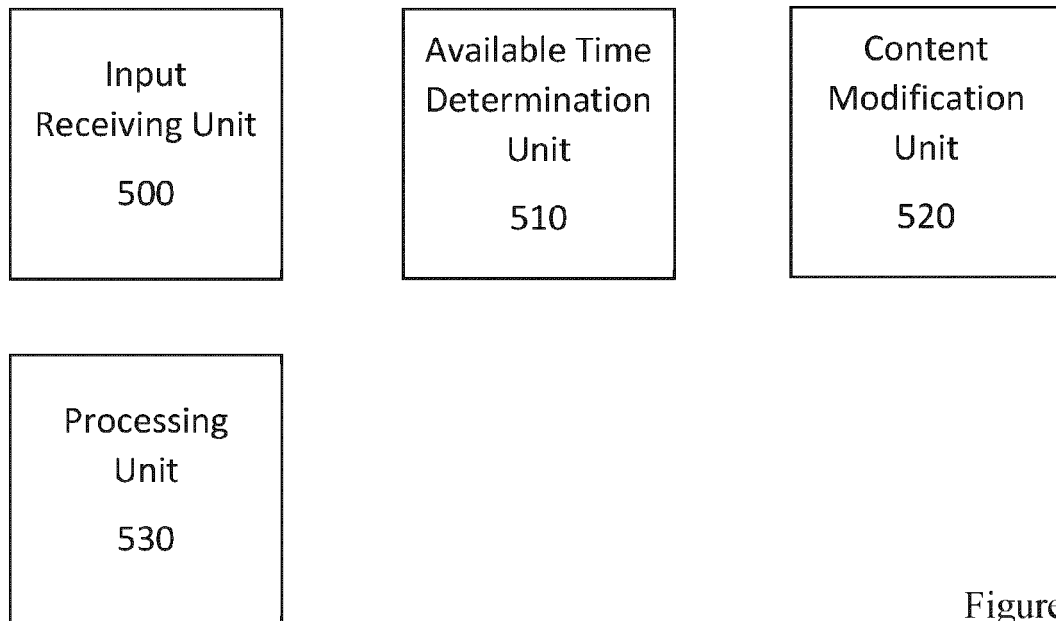 Input
Receiving Unit
500
Available Time
Determination
Unit
510
Content
Modification
Unit
520
Processing
Unit
530
Figure